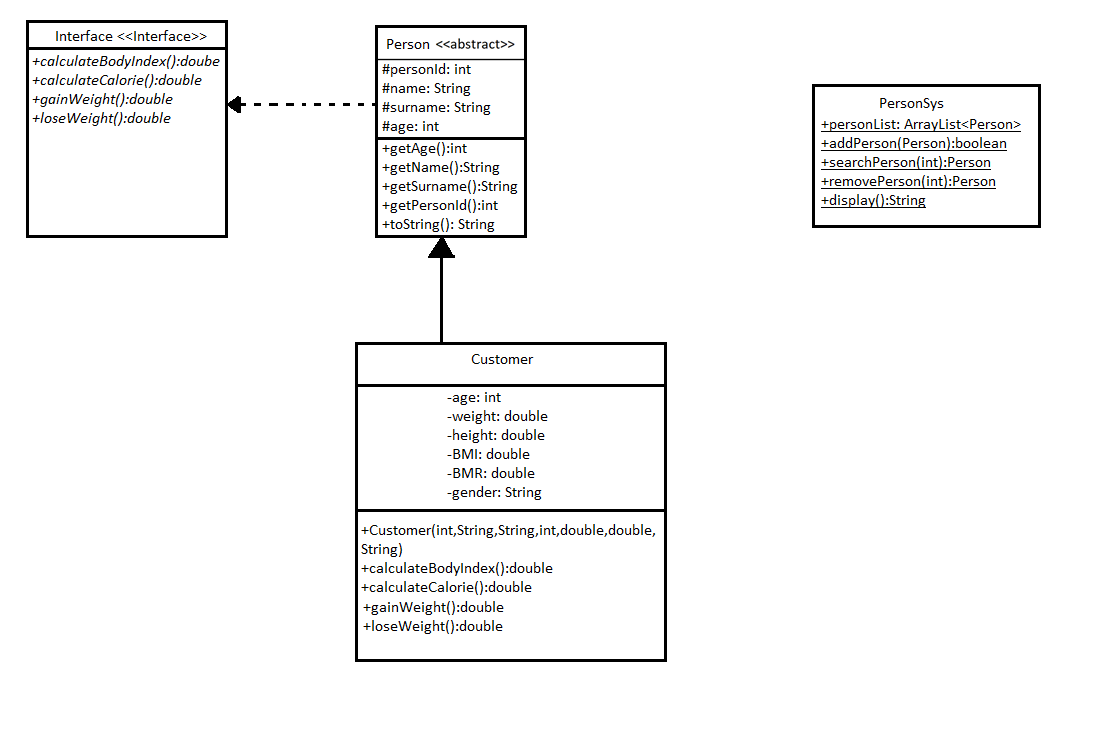 Interface <<Interface>>
+calculateBodyIndex():doube
+calculateCalorie():double
+gainWeight():double
+loseWeight():double
Person <<abstract>>
#personId: int
#name: String
#surname: String
#age: int
+getAge():int
+getName():String
+getSurname():String
+getPersonId():int
+toString(): String
PersonSys
+personList: ArrayList<Person>
+addPerson(Person):boolean
+searchPerson(int):Person
+removePerson(int):Person
+display():String
Customer
-age: int
-weight: double
-height: double
-BMI: double
-BMR: double
-gender: String
+Customer(int,String,String,int,double,double,
String)
+calculateBodyIndex():double
+calculateCalorie():double
+gainWeight():double
+loseWeight():double